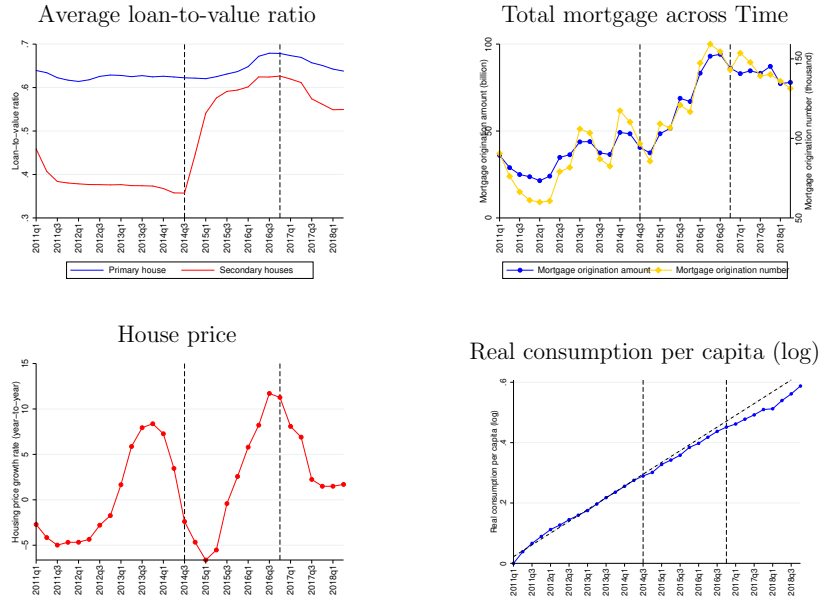 Average loan-to-value ratio
Total mortgage across Time
Loan−to−value ratio
.3 .4 .5 .6 .7
2011q1 2011q3 2012q1 2012q3 2013q1 2013q3 2014q1 2014q3 2015q1 2015q3 2016q1 2016q3 2017q1 2017q3 2018q1
Primary house Secondary houses
Mortgage origination amount (billion)
0 50 100
Mortgage origination number (thousand)
50 100 150
2011q1 2011q3 2012q1 2012q3 2013q1 2013q3 2014q1 2014q3 2015q1 2015q3 2016q1 2016q3 2017q1 2017q3 2018q1
Mortgage origination amount Mortgage origination number
House price
Real consumption per capita (log)
Housing price growth rate (year−to−year)
−5 0 5 10 15
2011q1 2011q3 2012q1 2012q3 2013q1 2013q3 2014q1 2014q3 2015q1 2015q3 2016q1 2016q3 2017q1 2017q3 2018q1
Real consumption per capita (log)
0 .2 .4 .6
2011q1 2011q3 2012q1 2012q3 2013q1 2013q3 2014q1 2014q3 2015q1 2015q3 2016q1 2016q3 2017q1 2017q3 2018q1 2018q3